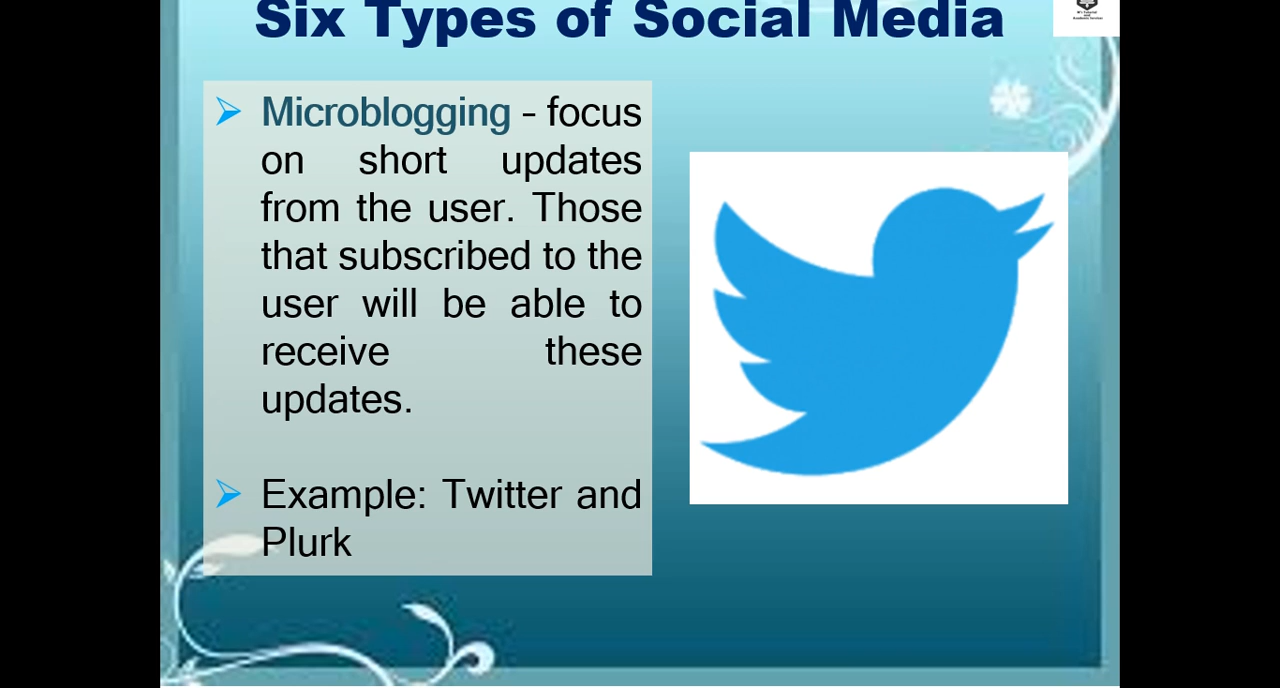 Six Types of Social Media
Microblogging - focus
on short updates
from the user. Those
that subscribed to the
user will be able to
receive these
updates.
Example: Twitter and
Plurk